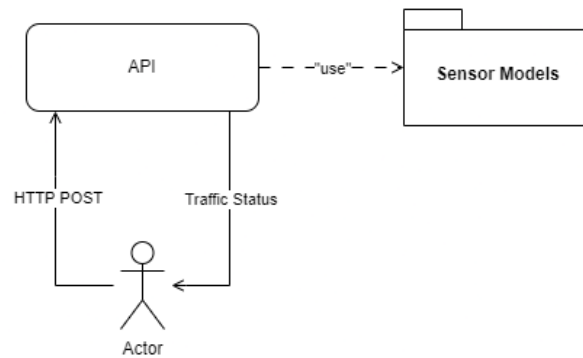 API
"use"
Sensor Models
HTTP POST
Traffic Status
Actor